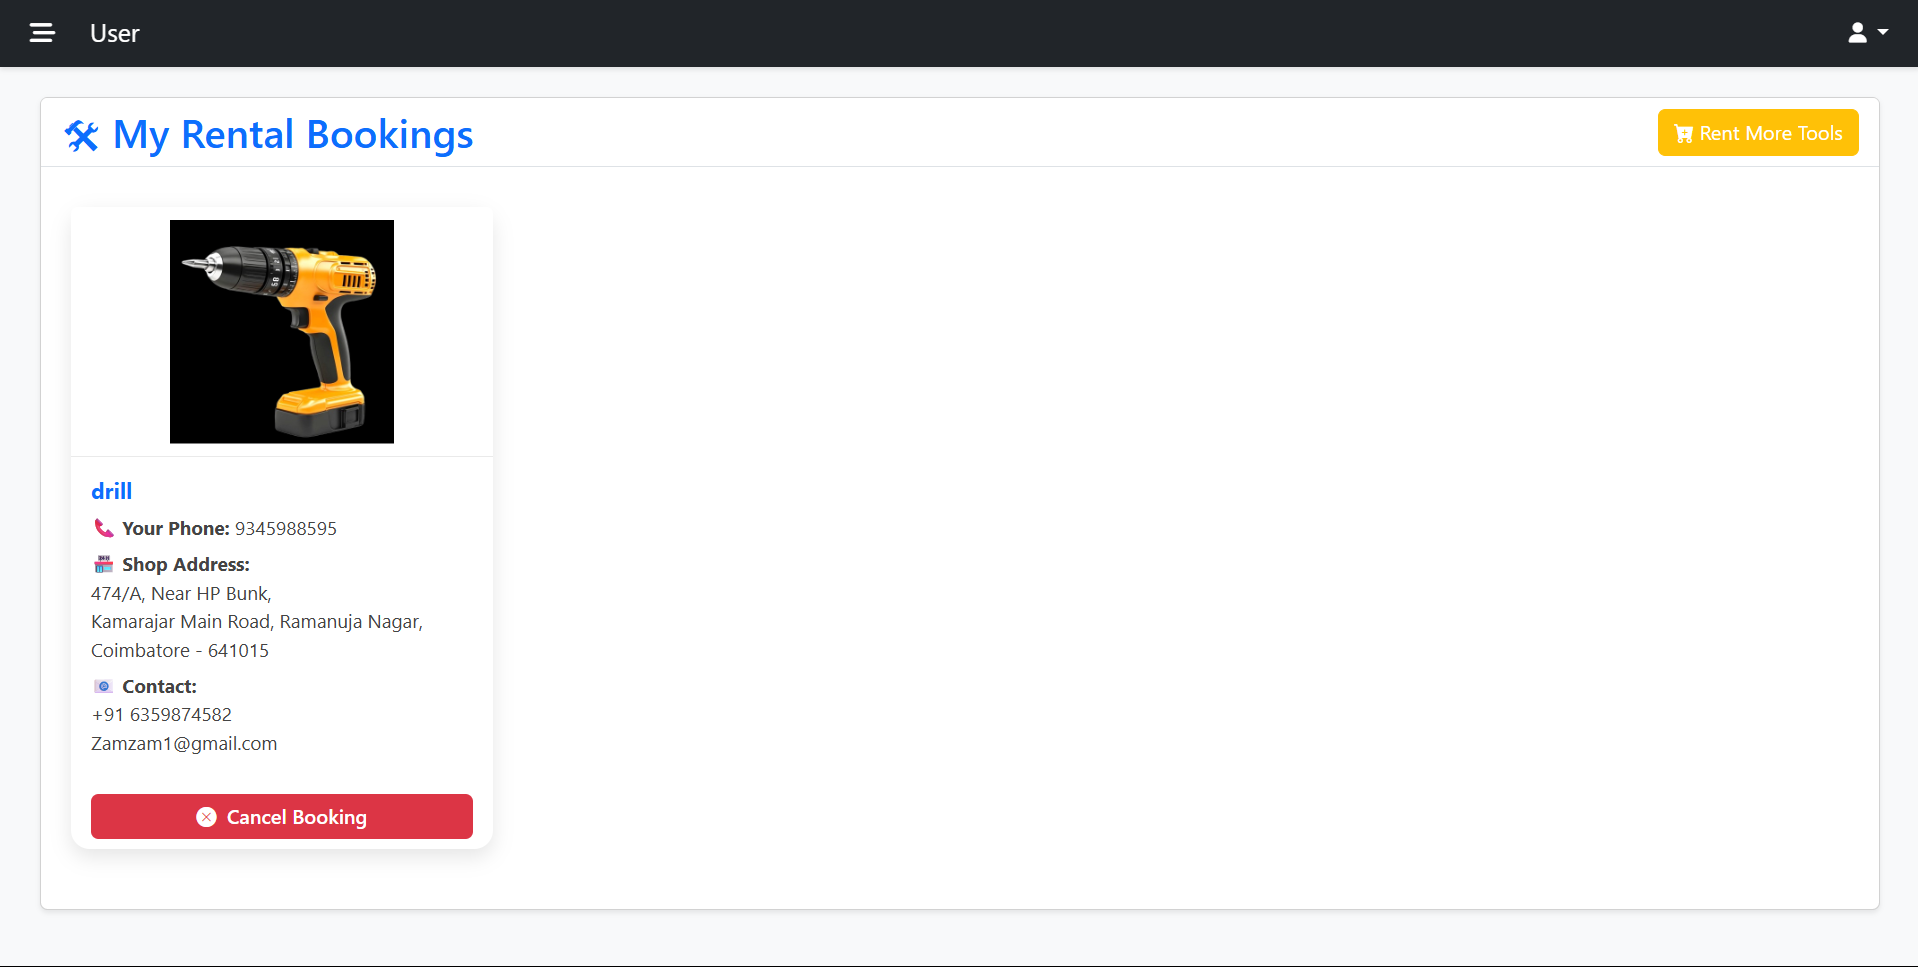 User
My Rental Bookings
Rent More Tools
drill
Your Phone: 9345988595
Shop Address:
474/A, Near HP Bunk,
Kamarajar Main Road, Ramanuja Nagar,
Coimbatore - 641015
Contact:
+91 6359874582
Zamzam1@gmail.com
Cancel Booking